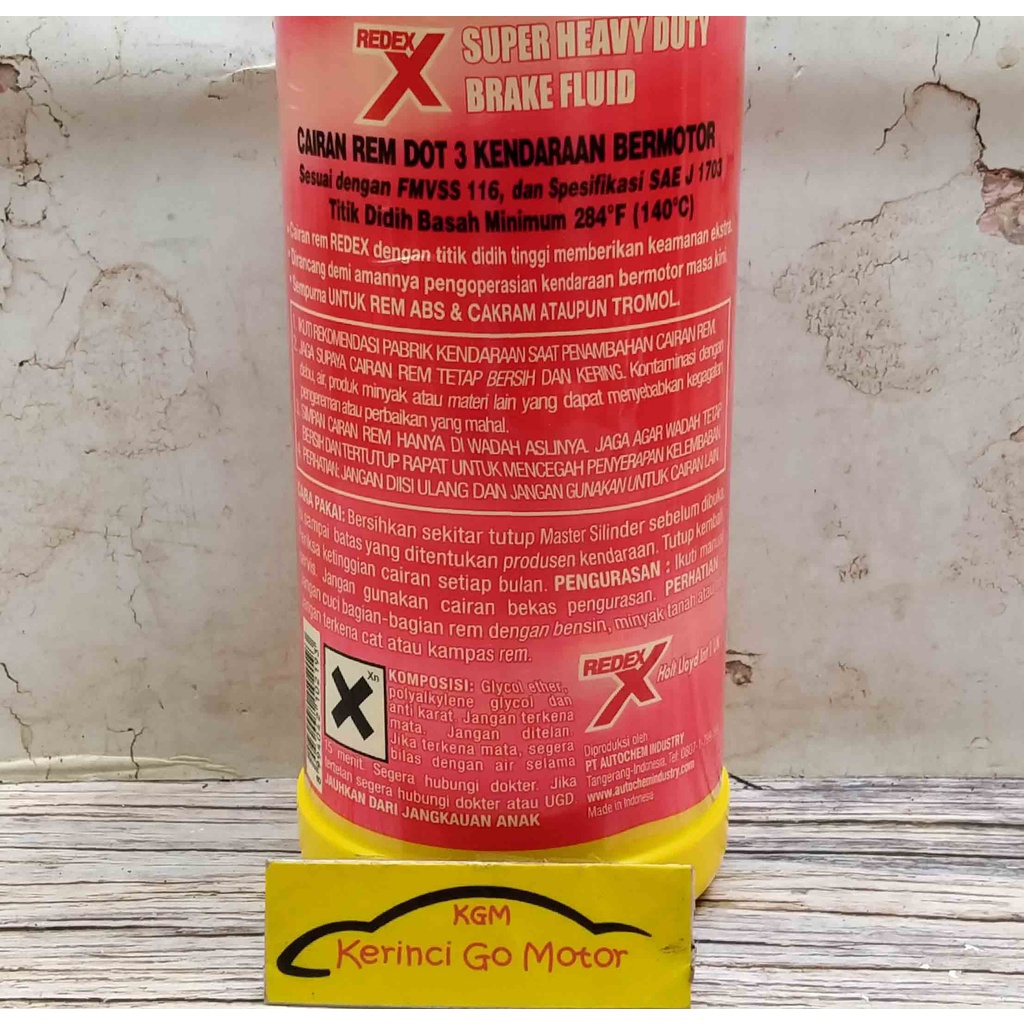 REDEX X
SUPER HEAVY DUTY
BRAKE FLUID
CAIRAN REM DOT 3 KENDARAAN BERMOTOR
Sesuai dengan FMVSS 116, dan Spesifikasi SAE J 1703
Titik Didih Basah Minimum 284°F (140°C)
• Cairan rem REDEX dengan titik didih tinggi memberikan keamanan ekstra.
• Dirancang demi amannya pengoperasian kendaraan bermotor masa kini.
• Sempurna UNTUK REM ABS & CAKRAM ATAUPUN TROMOL.
1. IKUTI REKOMENDASI PABRIK KENDARAAN SAAT PENAMBAHAN CAIRAN REM.
2. JAGA SUPAYA CAIRAN REM TETAP BERSIH DAN KERING. Kontaminasi dengan
debu, air, produk minyak atau materi lain yang dapat menyebabkan kegagalan
pengereman atau perbaikan yang mahal.
3. SIMPAN CAIRAN REM HANYA DI WADAH ASLINYA. JAGA AGAR WADAH TETAP
BERSIH DAN TERTUTUP RAPAT UNTUK MENCEGAH PENYERAPAN KELEMBABAN
4. PERHATIAN: JANGAN DIISI ULANG DAN JANGAN GUNAKAN UNTUK CAIRAN LAIN
CARA PAKAI: Bersihkan sekitar tutup Master Silinder sebelum dibuka.
sampai batas yang ditentukan produsen kendaraan. Tutup kembali
Periksa ketinggian cairan setiap bulan. PENGURASAN : Ikuti manual
servis. Jangan gunakan cairan bekas pengurasan. PERHATIAN
Jangan cuci bagian-bagian rem dengan bensin, minyak tanah atau
Jangan terkena cat atau kampas rem.
Xn
KOMPOSISI: Glycol ether,
polyalkylene glycol dan
anti karat. Jangan terkena
mata. Jangan ditelan.
Jika terkena mata, segera
bilas dengan air selama
15 menit. Segera hubungi dokter. Jika
tertelan segera hubungi dokter atau UGD.
JAUHKAN DARI JANGKAUAN ANAK
REDEX X
Holt Lloyd
Diproduksi oleh
PT AUTOCHEM INDUSTRY
Tangerang-Indonesia, Tel: 0807-1-
www.autochemindustry.com
Made in Indonesia
KGM
Kerinci Go Motor